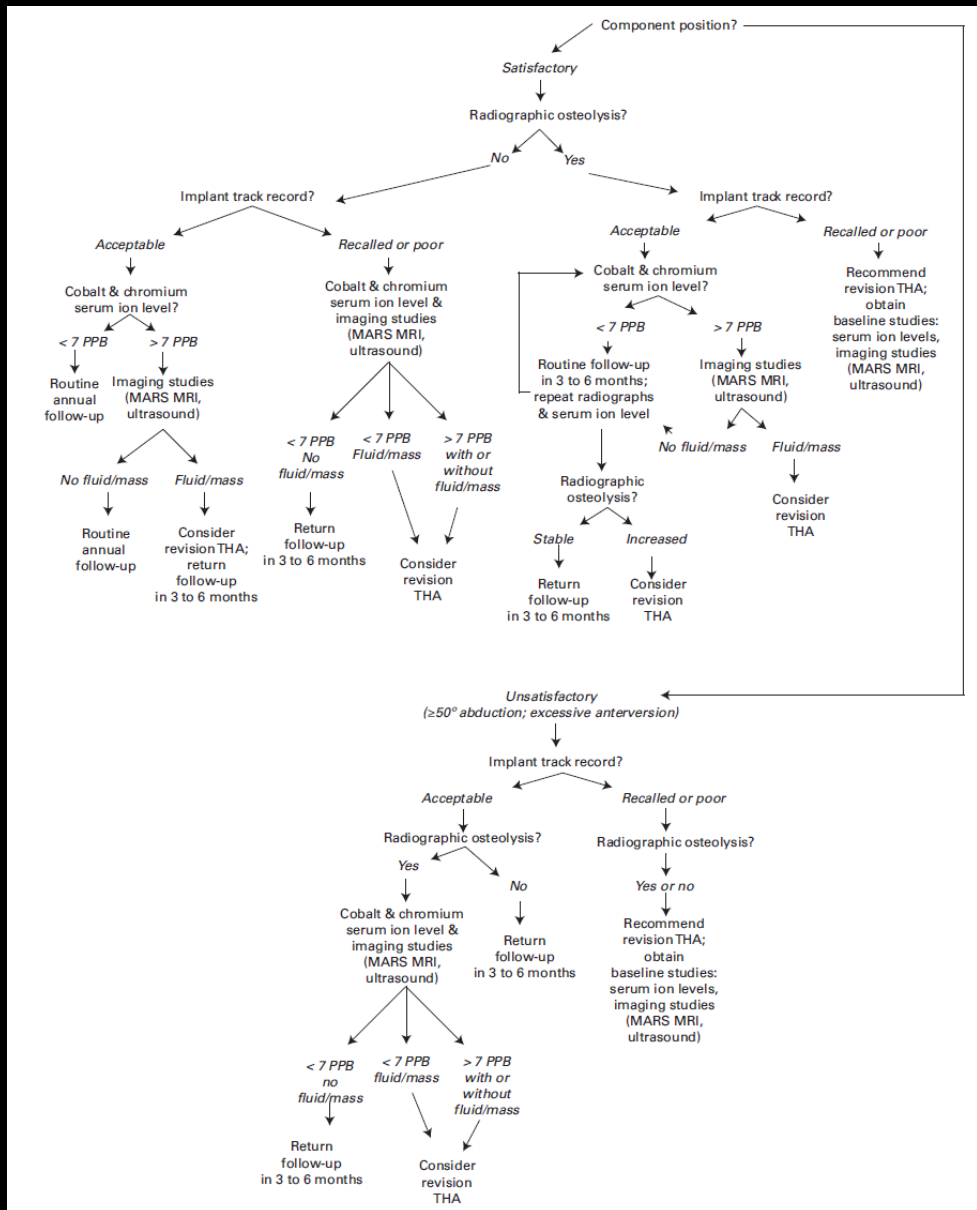 Component position?
Satisfactory
Radiographic osteolysis?
No
Yes
Implant track record?
Acceptable
Cobalt & chromium
serum ion level?
< 7 PPB
> 7 PPB
Routine
annual
follow-up
Imaging studies
(MARS MRI,
ultrasound)
No fluid/mass
Fluid/mass
Routine
annual
follow-up
Consider
revision THA;
return
follow-up
in 3 to 6 months
Recalled or poor
Cobalt & chromium
serum ion level &
imaging studies
(MARS MRI,
ultrasound)
< 7 PPB
No
fluid/mass
< 7 PPB
Fluid/mass
> 7 PPB
with or
without
fluid/mass
Return
follow-up
in 3 to 6 months
Consider
revision
THA
Implant track record?
Acceptable
Cobalt & chromium
serum ion level?
< 7 PPB
> 7 PPB
Routine follow-up
in 3 to 6 months;
repeat radiographs
& serum ion level
Imaging studies
(MARS MRI,
ultrasound)
No fluid/mass
Fluid/mass
Consider
revision
THA
Radiographic
osteolysis?
Stable
Increased
Return
follow-up
in 3 to 6 months
Consider
revision
THA
Recalled or poor
Recommend
revision THA;
obtain
baseline studies:
serum ion levels,
imaging studies
(MARS MRI,
ultrasound)
Unsatisfactory
(≥50° abduction; excessive anterversion)
Implant track record?
Acceptable
Radiographic osteolysis?
Yes
No
Cobalt & chromium
serum ion level &
imaging studies
(MARS MRI,
ultrasound)
Return
follow-up
in 3 to 6 months
< 7 PPB
no
fluid/mass
< 7 PPB
fluid/mass
> 7 PPB
with or
without
fluid/mass
Return
follow-up
in 3 to 6 months
Consider
revision
THA
Recalled or poor
Radiographic osteolysis?
Yes or no
Recommend
revision THA;
obtain
baseline studies:
serum ion levels,
imaging studies
(MARS MRI,
ultrasound)